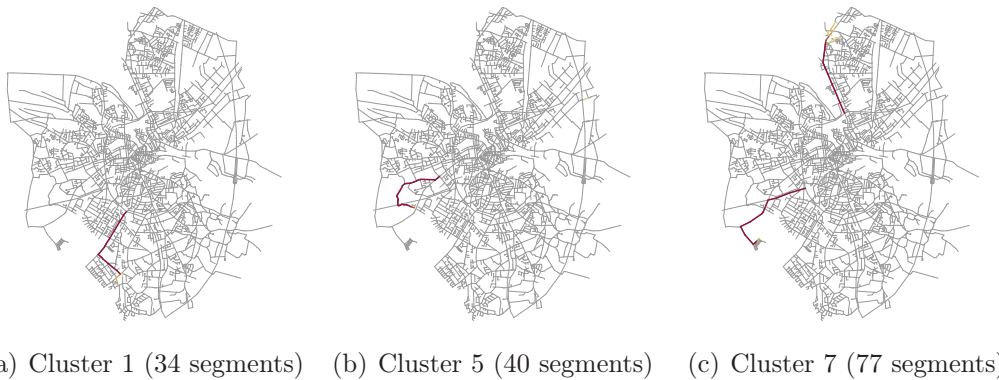 a) Cluster 1 (34 segments)
(b) Cluster 5 (40 segments)
(c) Cluster 7 (77 segments)